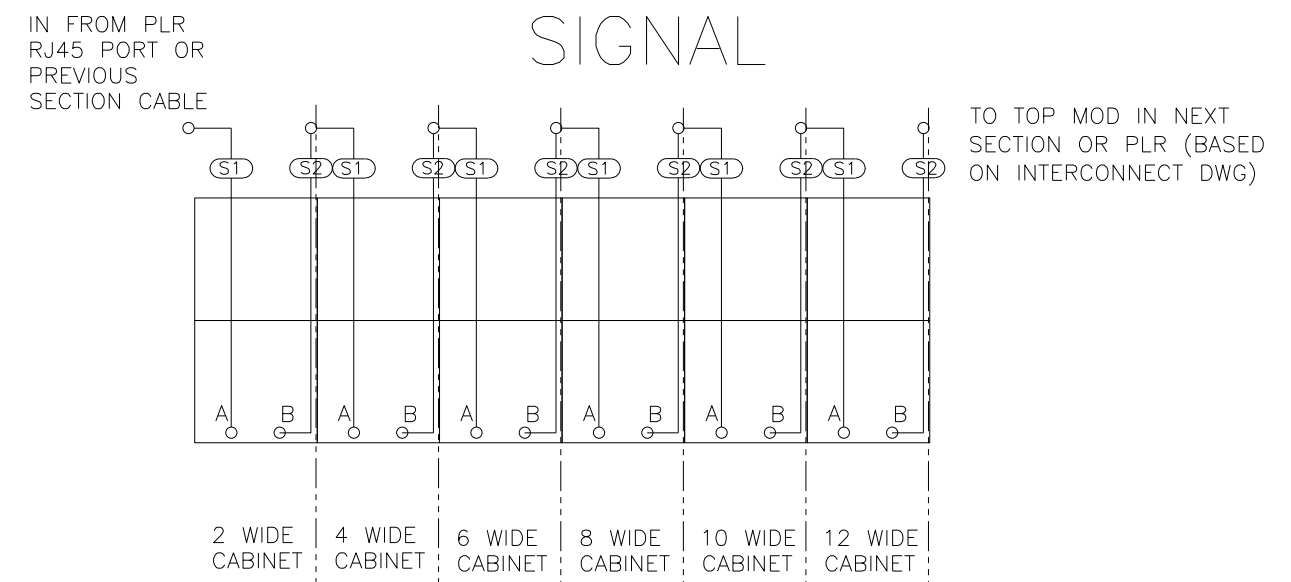 IN FROM PLR
RJ45 PORT OR
PREVIOUS
SECTION CABLE
SIGNAL
TO TOP MOD IN NEXT
SECTION OR PLR (BASED
ON INTERCONNECT DWG)
S1 S2 S1 S2 S1 S2 S1 S2 S1 S2 S1 S2
A B A B A B A B A B A B
2 WIDE
CABINET
4 WIDE
CABINET
6 WIDE
CABINET
8 WIDE
CABINET
10 WIDE
CABINET
12 WIDE
CABINET